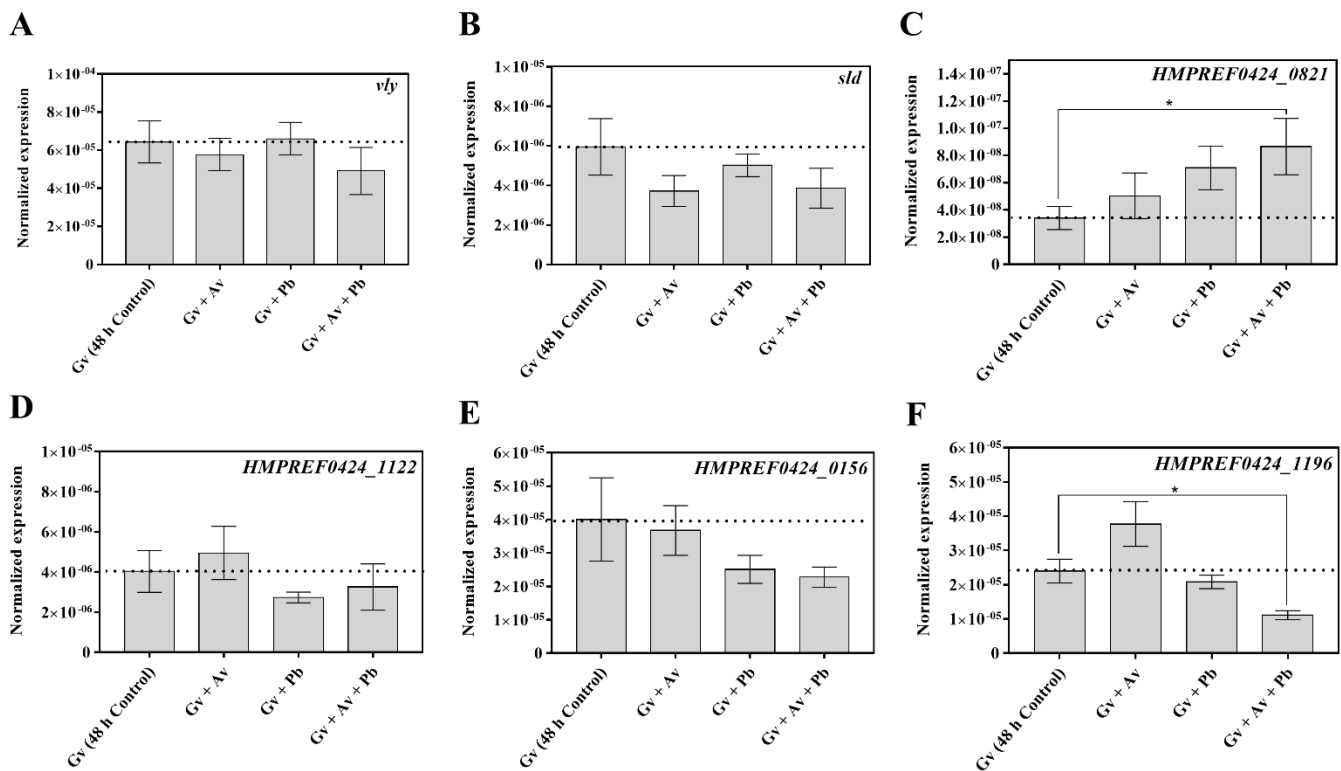 A
1×10⁻⁰⁴
8×10⁻⁰⁵
6×10⁻⁰⁵
4×10⁻⁰⁵
2×10⁻⁰⁵
0
Normalized expression
vly
Gv (48 h Control)
Gv + Av
Gv + Pb
Gv + Av + Pb
B
1×10⁻⁰⁵
8×10⁻⁰⁶
6×10⁻⁰⁶
4×10⁻⁰⁶
2×10⁻⁰⁶
0
Normalized expression
sld
Gv (48 h Control)
Gv + Av
Gv + Pb
Gv + Av + Pb
C
1.4×10⁻⁰⁷
1.2×10⁻⁰⁷
1.0×10⁻⁰⁷
8.0×10⁻⁰⁸
6.0×10⁻⁰⁸
4.0×10⁻⁰⁸
2.0×10⁻⁰⁸
0
Normalized expression
HMPREF0424_0821
*
Gv (48 h Control)
Gv + Av
Gv + Pb
Gv + Av + Pb
D
1×10⁻⁰⁵
8×10⁻⁰⁶
6×10⁻⁰⁶
4×10⁻⁰⁶
2×10⁻⁰⁶
0
Normalized expression
HMPREF0424_1122
Gv (48 h Control)
Gv + Av
Gv + Pb
Gv + Av + Pb
E
6×10⁻⁰⁵
5×10⁻⁰⁵
4×10⁻⁰⁵
3×10⁻⁰⁵
2×10⁻⁰⁵
1×10⁻⁰⁵
0
Normalized expression
HMPREF0424_0156
Gv (48 h Control)
Gv + Av
Gv + Pb
Gv + Av + Pb
F
6×10⁻⁰⁵
5×10⁻⁰⁵
4×10⁻⁰⁵
3×10⁻⁰⁵
2×10⁻⁰⁵
1×10⁻⁰⁵
0
Normalized expression
HMPREF0424_1196
*
Gv (48 h Control)
Gv + Av
Gv + Pb
Gv + Av + Pb